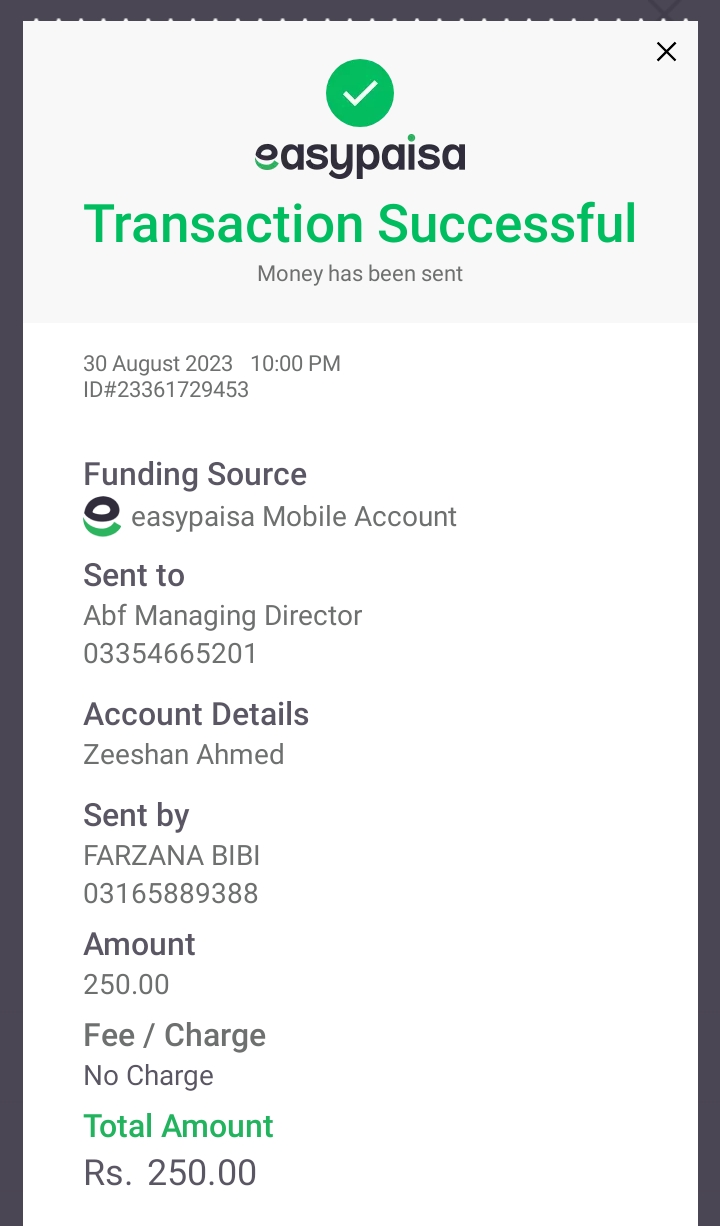 easypaisa
Transaction Successful
Money has been sent
30 August 2023 10:00 PM
ID#23361729453
Funding Source
easypaisa Mobile Account
Sent to
Abf Managing Director
03354665201
Account Details
Zeeshan Ahmed
Sent by
FARZANA BIBI
03165889388
Amount
250.00
Fee / Charge
No Charge
Total Amount
Rs. 250.00